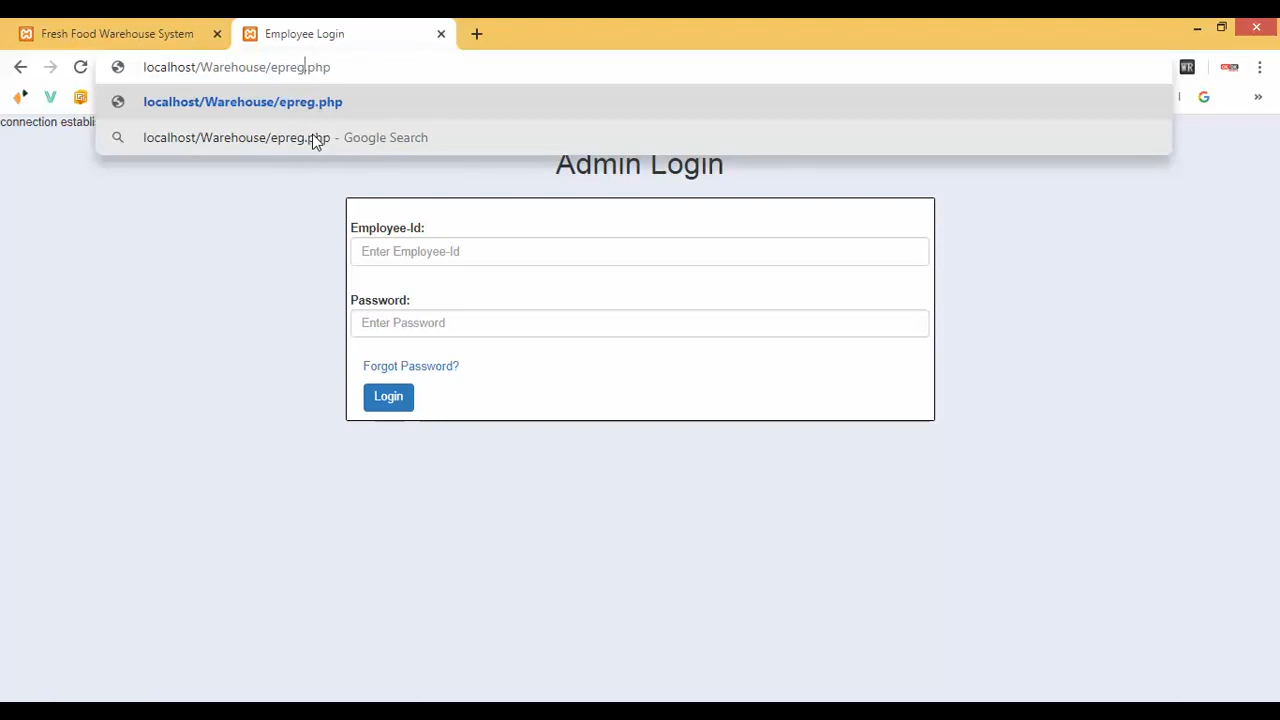 Fresh Food Warehouse System
Employee Login
localhost/Warehouse/epreg.php
WR
localhost/Warehouse/epreg.php
localhost/Warehouse/epreg.php - Google Search
connection establi
Admin Login
Employee-Id:
Enter Employee-Id
Password:
Enter Password
Forgot Password?
Login